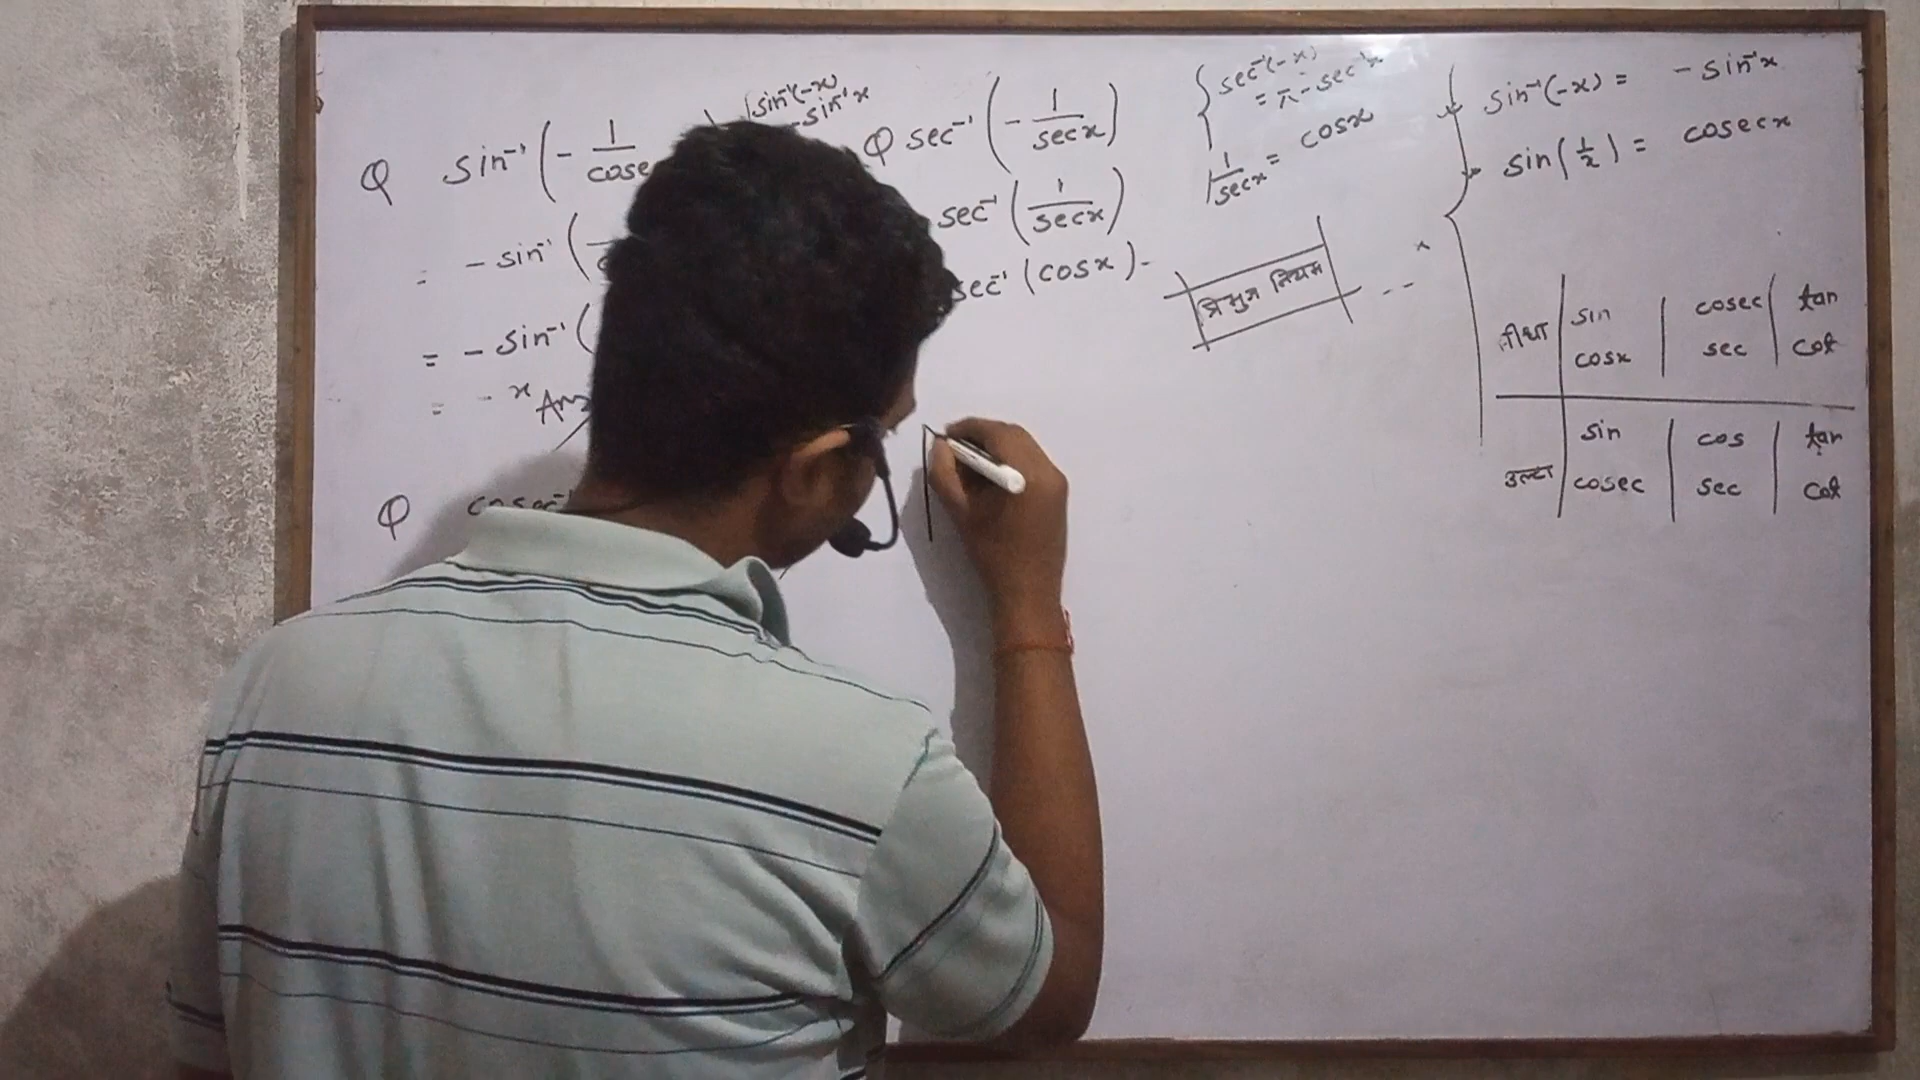 Q sin⁻¹(-1/cose
sin⁻¹(-x)
-sin⁻¹x
= -sin⁻¹(
= -sin⁻¹(
= -x Ans
Q cosec⁻¹
Q sec⁻¹(-1/secx)
sec⁻¹(1/secx)
sec⁻¹(cosx)-
sec⁻¹(-x)
= π-sec⁻¹x
1/secx = cosx
नियम
sin⁻¹(-x) = -sin⁻¹x
sin(1/x) = cosecx
sin | cosec | tan
cosx | sec | cot
sin | cos | tan
उल्टा cosec | sec | cot